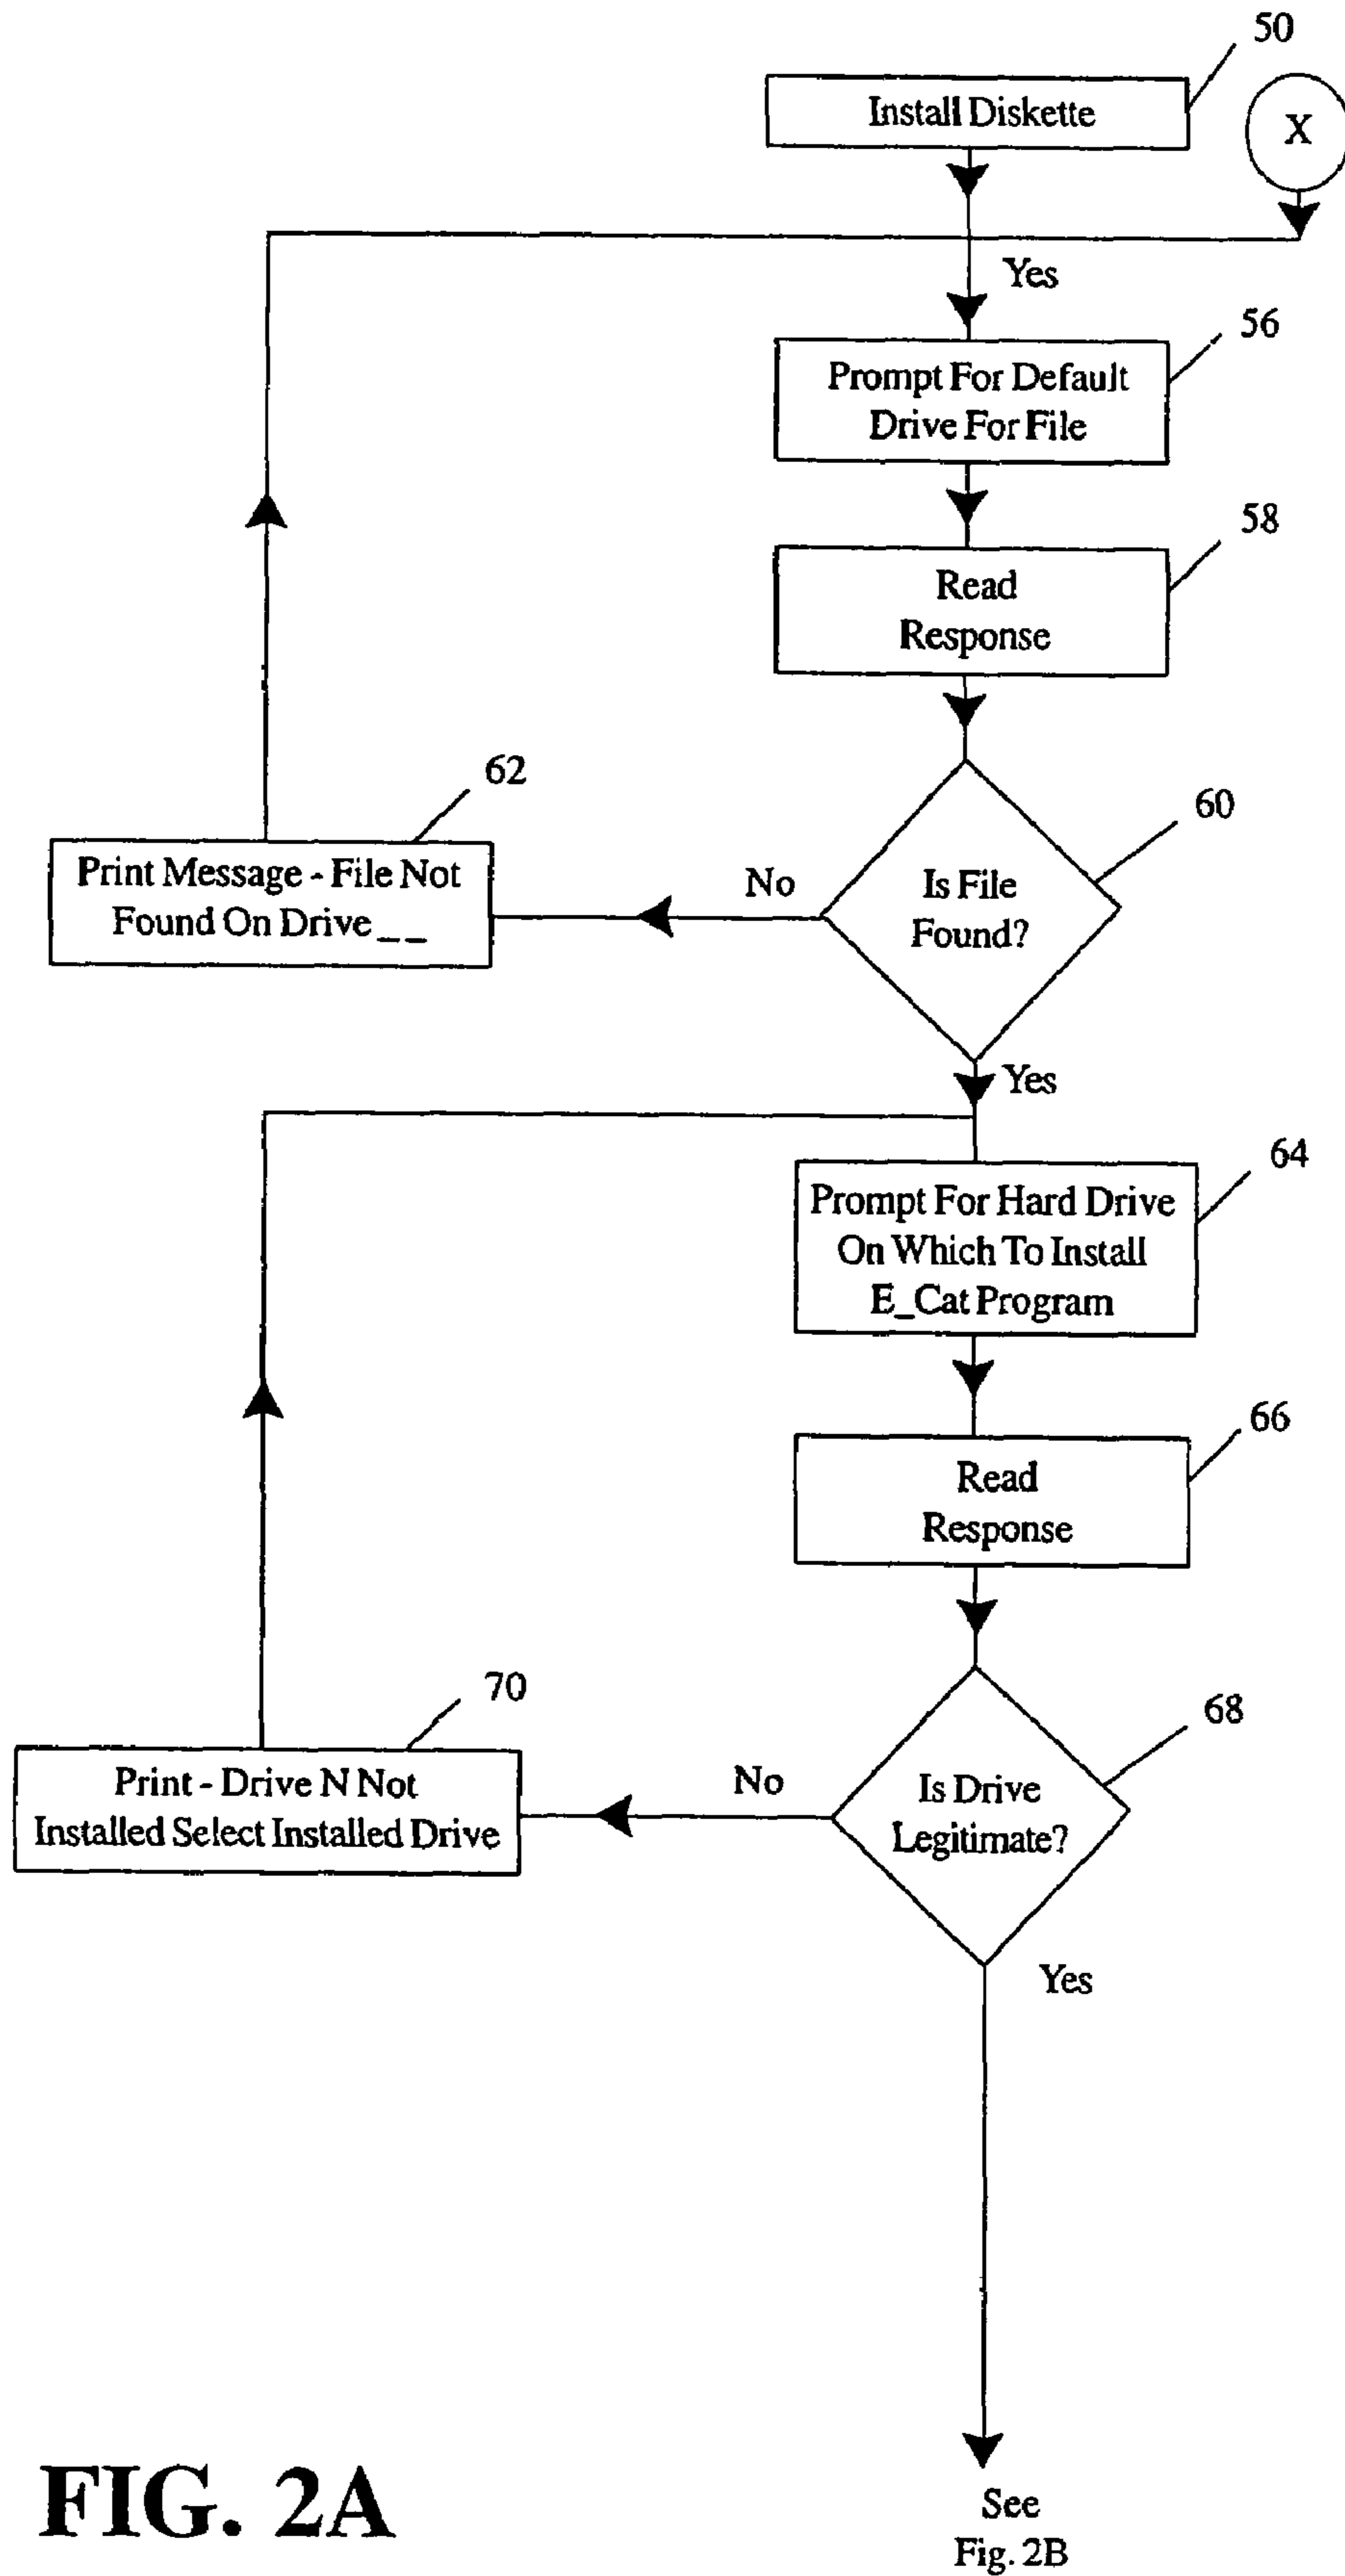 50
Install Diskette
X
Yes
56
Prompt For Default
Drive For File
58
Read
Response
62
60
Print Message - File Not
Found On Drive _ _
No
Is File
Found?
Yes
64
Prompt For Hard Drive
On Which To Install
E_Cat Program
66
Read
Response
70
68
Print - Drive N Not
Installed Select Installed Drive
No
Is Drive
Legitimate?
Yes
FIG. 2A
See
Fig. 2B